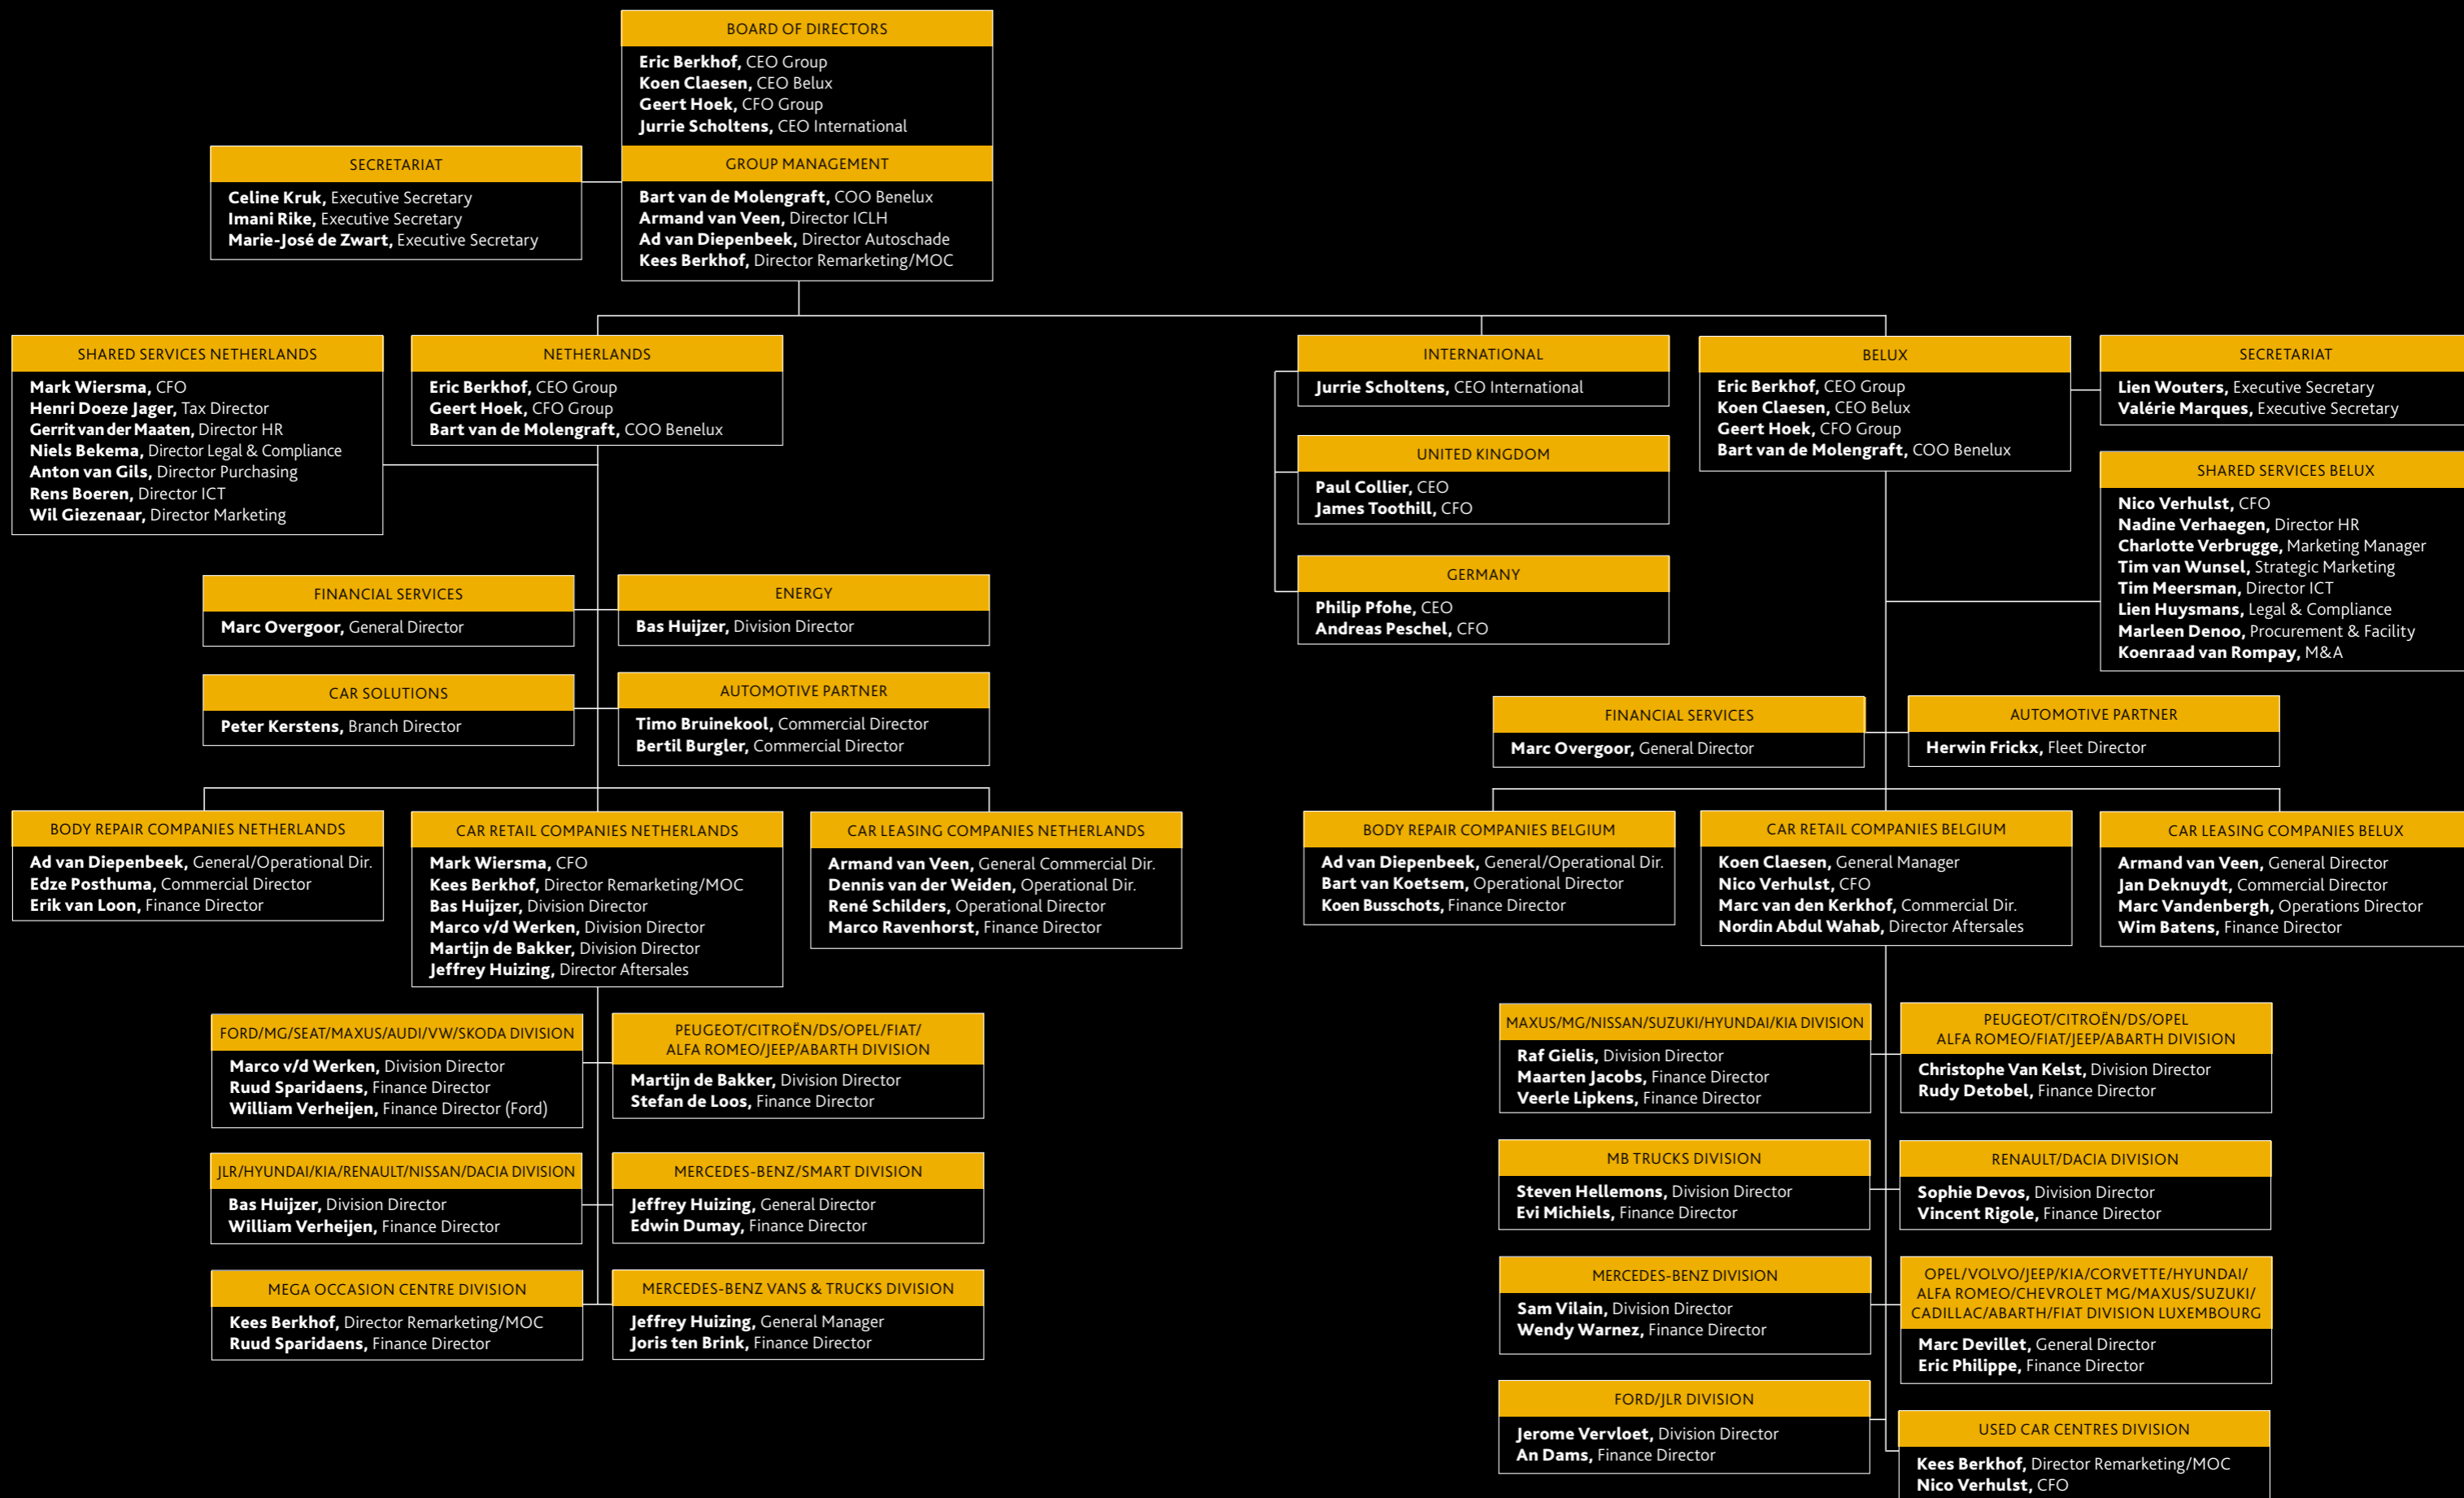 BOARD OF DIRECTORS
Eric Berkhof, CEO Group
Koen Claesen, CEO Belux
Geert Hoek, CFO Group
Jurrie Scholtens, CEO International
SECRETARIAT
Celine Kruk, Executive Secretary
Imani Rike, Executive Secretary
Marie-José de Zwart, Executive Secretary
GROUP MANAGEMENT
Bart van de Molengraft, COO Benelux
Armand van Veen, Director ICLH
Ad van Diepenbeek, Director Autoschade
Kees Berkhof, Director Remarketing/MOC
SHARED SERVICES NETHERLANDS
Mark Wiersma, CFO
Henri Doeze Jager, Tax Director
Gerrit van der Maaten, Director HR
Niels Bekema, Director Legal & Compliance
Anton van Gils, Director Purchasing
Rens Boeren, Director ICT
Wil Giezenaar, Director Marketing
NETHERLANDS
Eric Berkhof, CEO Group
Geert Hoek, CFO Group
Bart van de Molengraft, COO Benelux
INTERNATIONAL
Jurrie Scholtens, CEO International
UNITED KINGDOM
Paul Collier, CEO
James Toothill, CFO
GERMANY
Philip Pfohe, CEO
Andreas Peschel, CFO
BELUX
Eric Berkhof, CEO Group
Koen Claesen, CEO Belux
Geert Hoek, CFO Group
Bart van de Molengraft, COO Benelux
SECRETARIAT
Lien Wouters, Executive Secretary
Valérie Marques, Executive Secretary
SHARED SERVICES BELUX
Nico Verhulst, CFO
Nadine Verhaegen, Director HR
Charlotte Verbrugge, Marketing Manager
Tim van Wunsel, Strategic Marketing
Tim Meersman, Director ICT
Lien Huysmans, Legal & Compliance
Marleen Denoo, Procurement & Facility
Koenraad van Rompay, M&A
FINANCIAL SERVICES
Marc Overgoor, General Director
ENERGY
Bas Huijzer, Division Director
CAR SOLUTIONS
Peter Kerstens, Branch Director
AUTOMOTIVE PARTNER
Timo Bruinekool, Commercial Director
Bertil Burgler, Commercial Director
FINANCIAL SERVICES
Marc Overgoor, General Director
AUTOMOTIVE PARTNER
Herwin Frickx, Fleet Director
BODY REPAIR COMPANIES NETHERLANDS
Ad van Diepenbeek, General/Operational Dir.
Edze Posthuma, Commercial Director
Erik van Loon, Finance Director
CAR RETAIL COMPANIES NETHERLANDS
Mark Wiersma, CFO
Kees Berkhof, Director Remarketing/MOC
Bas Huijzer, Division Director
Marco v/d Werken, Division Director
Martijn de Bakker, Division Director
Jeffrey Huizing, Director Aftersales
CAR LEASING COMPANIES NETHERLANDS
Armand van Veen, General Commercial Dir.
Dennis van der Weiden, Operational Dir.
René Schilders, Operational Director
Marco Ravenhorst, Finance Director
BODY REPAIR COMPANIES BELGIUM
Ad van Diepenbeek, General/Operational Dir.
Bart van Koetsem, Operational Director
Koen Busschots, Finance Director
CAR RETAIL COMPANIES BELGIUM
Koen Claesen, General Manager
Nico Verhulst, CFO
Marc van den Kerkhof, Commercial Dir.
Nordin Abdul Wahab, Director Aftersales
CAR LEASING COMPANIES BELUX
Armand van Veen, General Director
Jan Deknuydt, Commercial Director
Marc Vandenbergh, Operations Director
Wim Batens, Finance Director
FORD/MG/SEAT/MAXUS/AUDI/VW/SKODA DIVISION
Marco v/d Werken, Division Director
Ruud Sparidaens, Finance Director
William Verheijen, Finance Director (Ford)
PEUGEOT/CITROËN/DS/OPEL/FIAT/
ALFA ROMEO/JEEP/ABARTH DIVISION
Martijn de Bakker, Division Director
Stefan de Loos, Finance Director
JLR/HYUNDAI/KIA/RENAULT/NISSAN/DACIA DIVISION
Bas Huijzer, Division Director
William Verheijen, Finance Director
MERCEDES-BENZ/SMART DIVISION
Jeffrey Huizing, General Director
Edwin Dumay, Finance Director
MEGA OCCASION CENTRE DIVISION
Kees Berkhof, Director Remarketing/MOC
Ruud Sparidaens, Finance Director
MERCEDES-BENZ VANS & TRUCKS DIVISION
Jeffrey Huizing, General Manager
Joris ten Brink, Finance Director
MAXUS/MG/NISSAN/SUZUKI/HYUNDAI/KIA DIVISION
Raf Gielis, Division Director
Maarten Jacobs, Finance Director
Veerle Lipkens, Finance Director
PEUGEOT/CITROËN/DS/OPEL
ALFA ROMEO/FIAT/JEEP/ABARTH DIVISION
Christophe Van Kelst, Division Director
Rudy Detobel, Finance Director
MB TRUCKS DIVISION
Steven Hellemons, Division Director
Evi Michiels, Finance Director
RENAULT/DACIA DIVISION
Sophie Devos, Division Director
Vincent Rigole, Finance Director
MERCEDES-BENZ DIVISION
Sam Vilain, Division Director
Wendy Warnez, Finance Director
OPEL/VOLVO/JEEP/KIA/CORVETTE/HYUNDAI/
ALFA ROMEO/CHEVROLET MG/MAXUS/SUZUKI/
CADILLAC/ABARTH/FIAT DIVISION LUXEMBOURG
Marc Devillet, General Director
Eric Philippe, Finance Director
FORD/JLR DIVISION
Jerome Vervloet, Division Director
An Dams, Finance Director
USED CAR CENTRES DIVISION
Kees Berkhof, Director Remarketing/MOC
Nico Verhulst, CFO